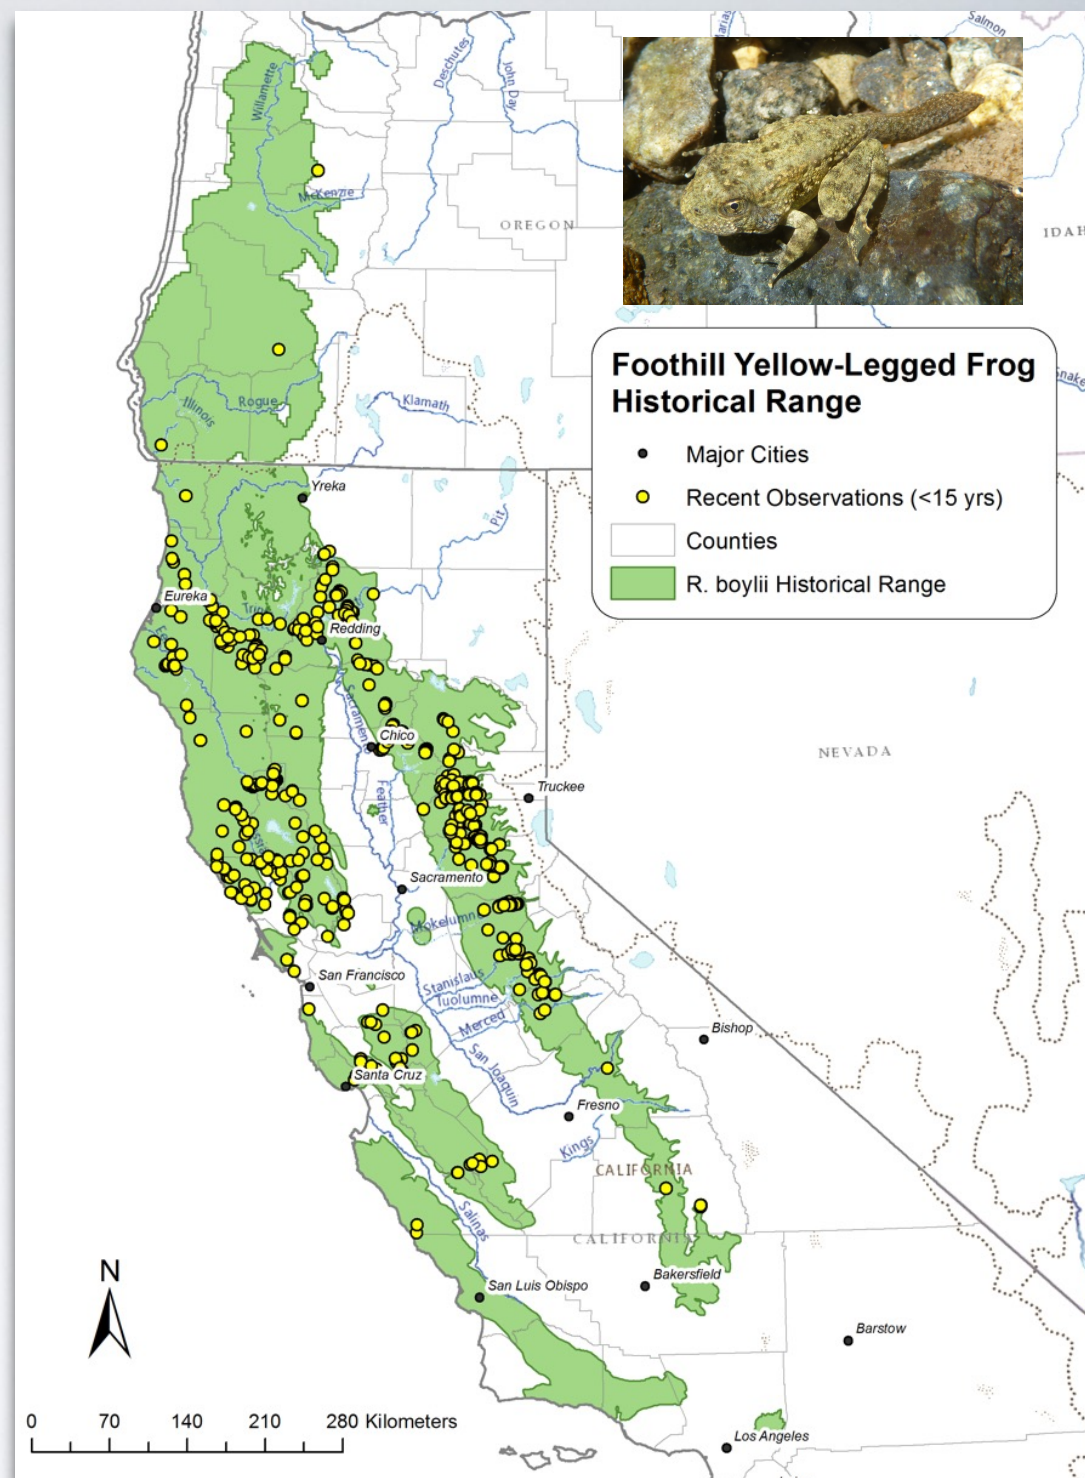 Salmon
Deschutes
John Day
Willamette
McKenzie
OREGON
Foothill Yellow-Legged Frog
Historical Range
Major Cities
Recent Observations (<15 yrs)
Counties
R. boylii Historical Range
Illinois
Rogue
Klamath
Yreka
Pit
Eureka
Redding
Sacramento
Chico
NEVADA
Feather
Truckee
Sacramento
Mokelumne
San Francisco
Stanislaus
Tuolumne
Merced
Bishop
San Joaquin
Santa Cruz
Fresno
Kings
CALIFORNIA
Salinas
CALIFORNIA
N
San Luis Obispo
Bakersfield
Barstow
0 70 140 210 280 Kilometers
Los Angeles